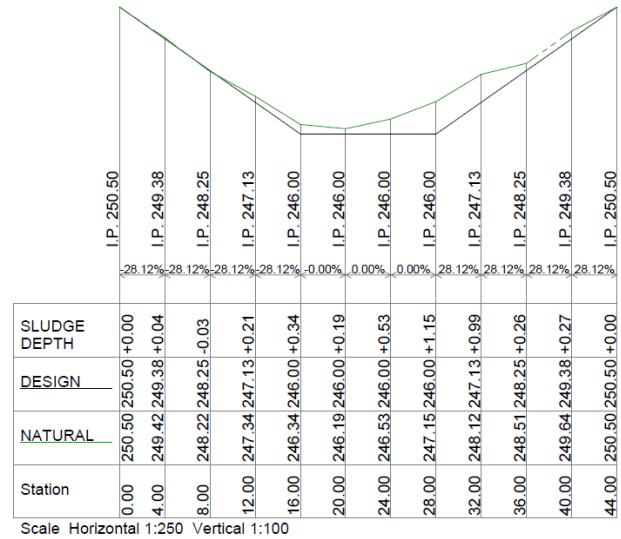 I.P. 250.50 I.P. 249.38 I.P. 248.25 I.P. 247.13 I.P. 246.00 I.P. 246.00 I.P. 246.00 I.P. 246.00 I.P. 247.13 I.P. 248.25 I.P. 249.38 I.P. 250.50
-28.12% -28.12% -28.12% -28.12% -0.00% 0.00% 0.00% 28.12% 28.12% 28.12% 28.12%
SLUDGE DEPTH +0.00 +0.04 -0.03 +0.21 +0.34 +0.19 +0.53 +1.15 +0.99 +0.26 +0.27 +0.00
DESIGN 250.50 249.38 248.25 247.13 246.00 246.00 246.00 246.00 247.13 248.25 249.38 250.50
NATURAL 250.50 249.42 248.22 247.34 246.34 246.19 246.53 247.15 248.12 248.51 249.64 250.50
Station 0.00 4.00 8.00 12.00 16.00 20.00 24.00 28.00 32.00 36.00 40.00 44.00
Scale Horizontal 1:250 Vertical 1:100